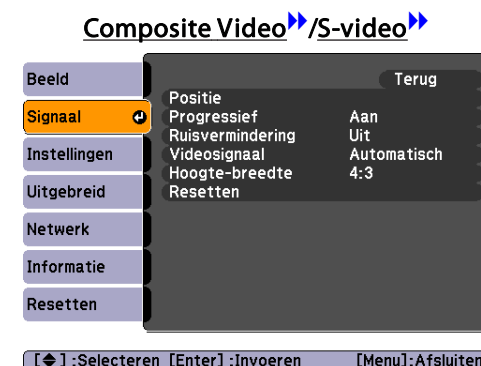 Composite Video/S-video
Beeld
Signaal
Instellingen
Uitgebreid
Netwerk
Informatie
Resetten
Terug
Positie
Progressief Aan
Ruisvermindering Uit
Videosignaal Automatisch
Hoogte-breedte 4:3
Resetten
[ ] :Selecteren [Enter] :Invoeren [Menu]:Afsluiten